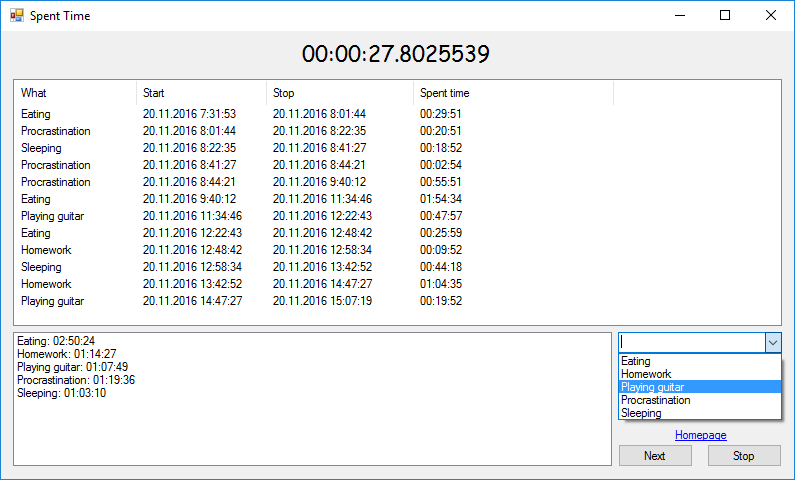 Spent Time
00:00:27.8025539
What Start Stop Spent time
Eating 20.11.2016 7:31:53 20.11.2016 8:01:44 00:29:51
Procrastination 20.11.2016 8:01:44 20.11.2016 8:22:35 00:20:51
Sleeping 20.11.2016 8:22:35 20.11.2016 8:41:27 00:18:52
Procrastination 20.11.2016 8:41:27 20.11.2016 8:44:21 00:02:54
Procrastination 20.11.2016 8:44:21 20.11.2016 9:40:12 00:55:51
Eating 20.11.2016 9:40:12 20.11.2016 11:34:46 01:54:34
Playing guitar 20.11.2016 11:34:46 20.11.2016 12:22:43 00:47:57
Eating 20.11.2016 12:22:43 20.11.2016 12:48:42 00:25:59
Homework 20.11.2016 12:48:42 20.11.2016 12:58:34 00:09:52
Sleeping 20.11.2016 12:58:34 20.11.2016 13:42:52 00:44:18
Homework 20.11.2016 13:42:52 20.11.2016 14:47:27 01:04:35
Playing guitar 20.11.2016 14:47:27 20.11.2016 15:07:19 00:19:52
Eating: 02:50:24
Homework: 01:14:27
Playing guitar: 01:07:49
Procrastination: 01:19:36
Sleeping: 01:03:10
Eating
Homework
Playing guitar
Procrastination
Sleeping
Homepage
Next Stop